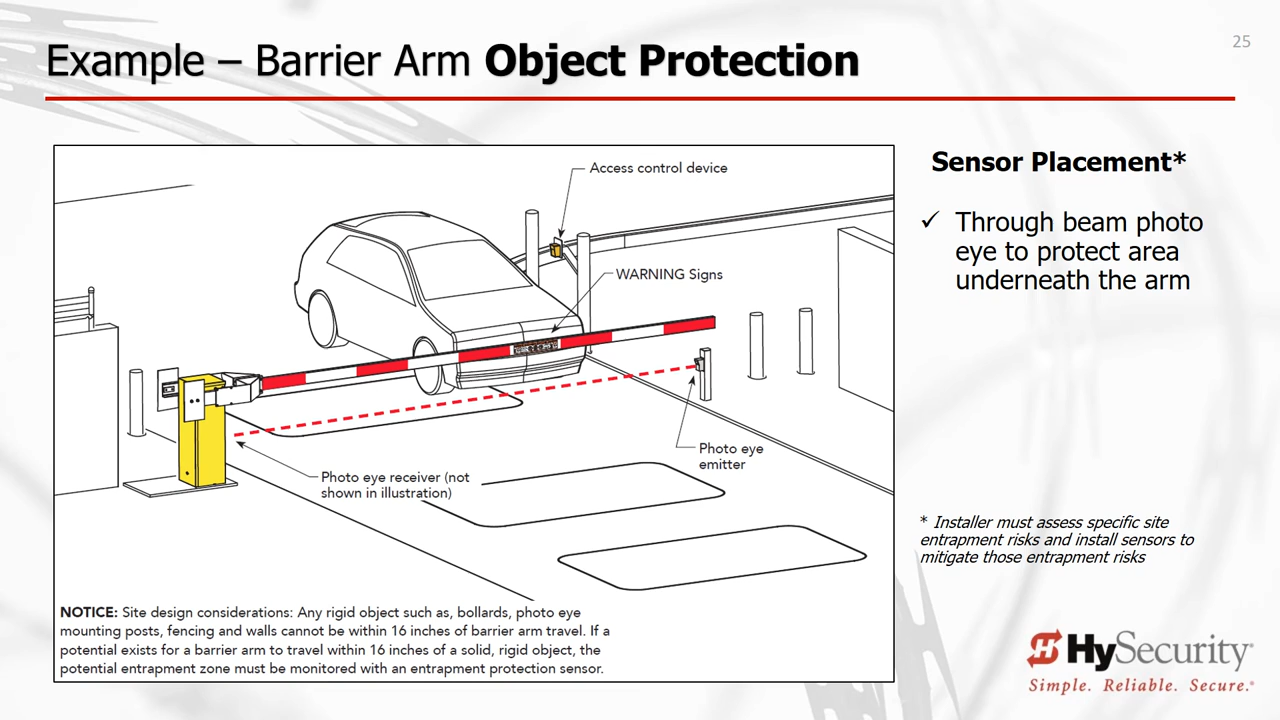 25
Example – Barrier Arm Object Protection
Access control device
WARNING Signs
Photo eye
emitter
Photo eye receiver (not
shown in illustration)
NOTICE: Site design considerations: Any rigid object such as, bollards, photo eye
mounting posts, fencing and walls cannot be within 16 inches of barrier arm travel. If a
potential exists for a barrier arm to travel within 16 inches of a solid, rigid object, the
potential entrapment zone must be monitored with an entrapment protection sensor.
Sensor Placement*
✓ Through beam photo
eye to protect area
underneath the arm
* Installer must assess specific site
entrapment risks and install sensors to
mitigate those entrapment risks
HySecurity®
Simple. Reliable. Secure.®